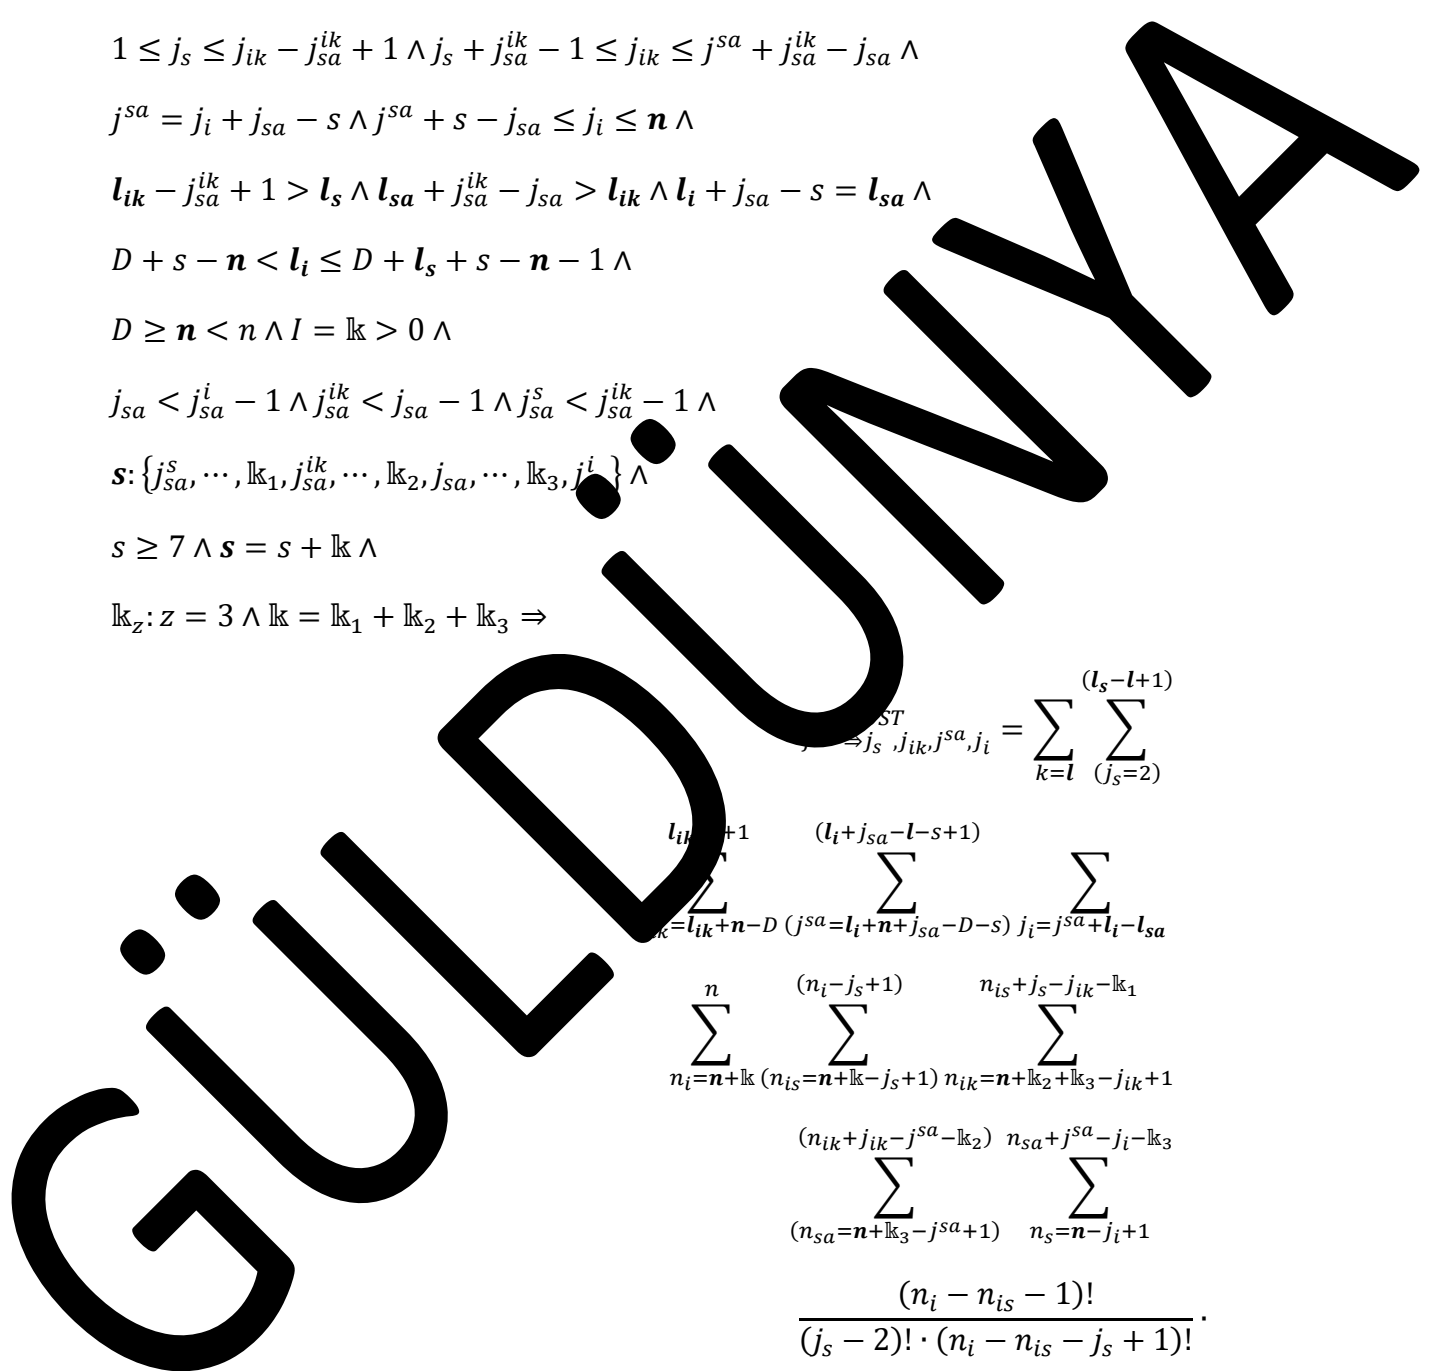 1 ≤ j_s ≤ j_{ik} − j_{sa}^{ik} + 1 ∧ j_s + j_{sa}^{ik} − 1 ≤ j_{ik} ≤ j^{sa} + j_{sa}^{ik} − j_{sa} ∧
j^{sa} = j_i + j_{sa} − s ∧ j^{sa} + s − j_{sa} ≤ j_i ≤ n ∧
l_{ik} − j_{sa}^{ik} + 1 > l_s ∧ l_{sa} + j_{sa}^{ik} − j_{sa} > l_{ik} ∧ l_i + j_{sa} − s = l_{sa} ∧
D + s − n < l_i ≤ D + l_s + s − n − 1 ∧
D ≥ n < n ∧ I = 𝕜 > 0 ∧
j_{sa} < j_{sa}^{i} − 1 ∧ j_{sa}^{ik} < j_{sa} − 1 ∧ j_{sa}^{s} < j_{sa}^{ik} − 1 ∧
s: {j_{sa}^{s}, ⋯, 𝕜_1, j_{sa}^{ik}, ⋯, 𝕜_2, j_{sa}, ⋯, 𝕜_3, j^{i}} ∧
s ≥ 7 ∧ s = s + 𝕜 ∧
𝕜_z: z = 3 ∧ 𝕜 = 𝕜_1 + 𝕜_2 + 𝕜_3 ⇒
^{ST}_{⇒j_s, j_{ik}, j^{sa}, j_i} = ∑_{k=l} ∑_{(j_s=2)}^{(l_s−l+1)}
∑_{=l_{ik}+n−D}^{+1} ∑_{(j^{sa}=l_i+n+j_{sa}−D−s)}^{(l_i+j_{sa}−l−s+1)} ∑_{j_i=j^{sa}+l_i−l_{sa}}
∑_{n_i=n+𝕜}^{n} ∑_{(n_{is}=n+𝕜−j_s+1)}^{(n_i−j_s+1)} ∑_{n_{ik}=n+𝕜_2+𝕜_3−j_{ik}+1}^{n_{is}+j_s−j_{ik}−𝕜_1}
∑_{(n_{sa}=n+𝕜_3−j^{sa}+1)}^{(n_{ik}+j_{ik}−j^{sa}−𝕜_2)} ∑_{n_s=n−j_i+1}^{n_{sa}+j^{sa}−j_i−𝕜_3}
(n_i − n_{is} − 1)! / (j_s − 2)! · (n_i − n_{is} − j_s + 1)! ·
GÜLDÜNYA